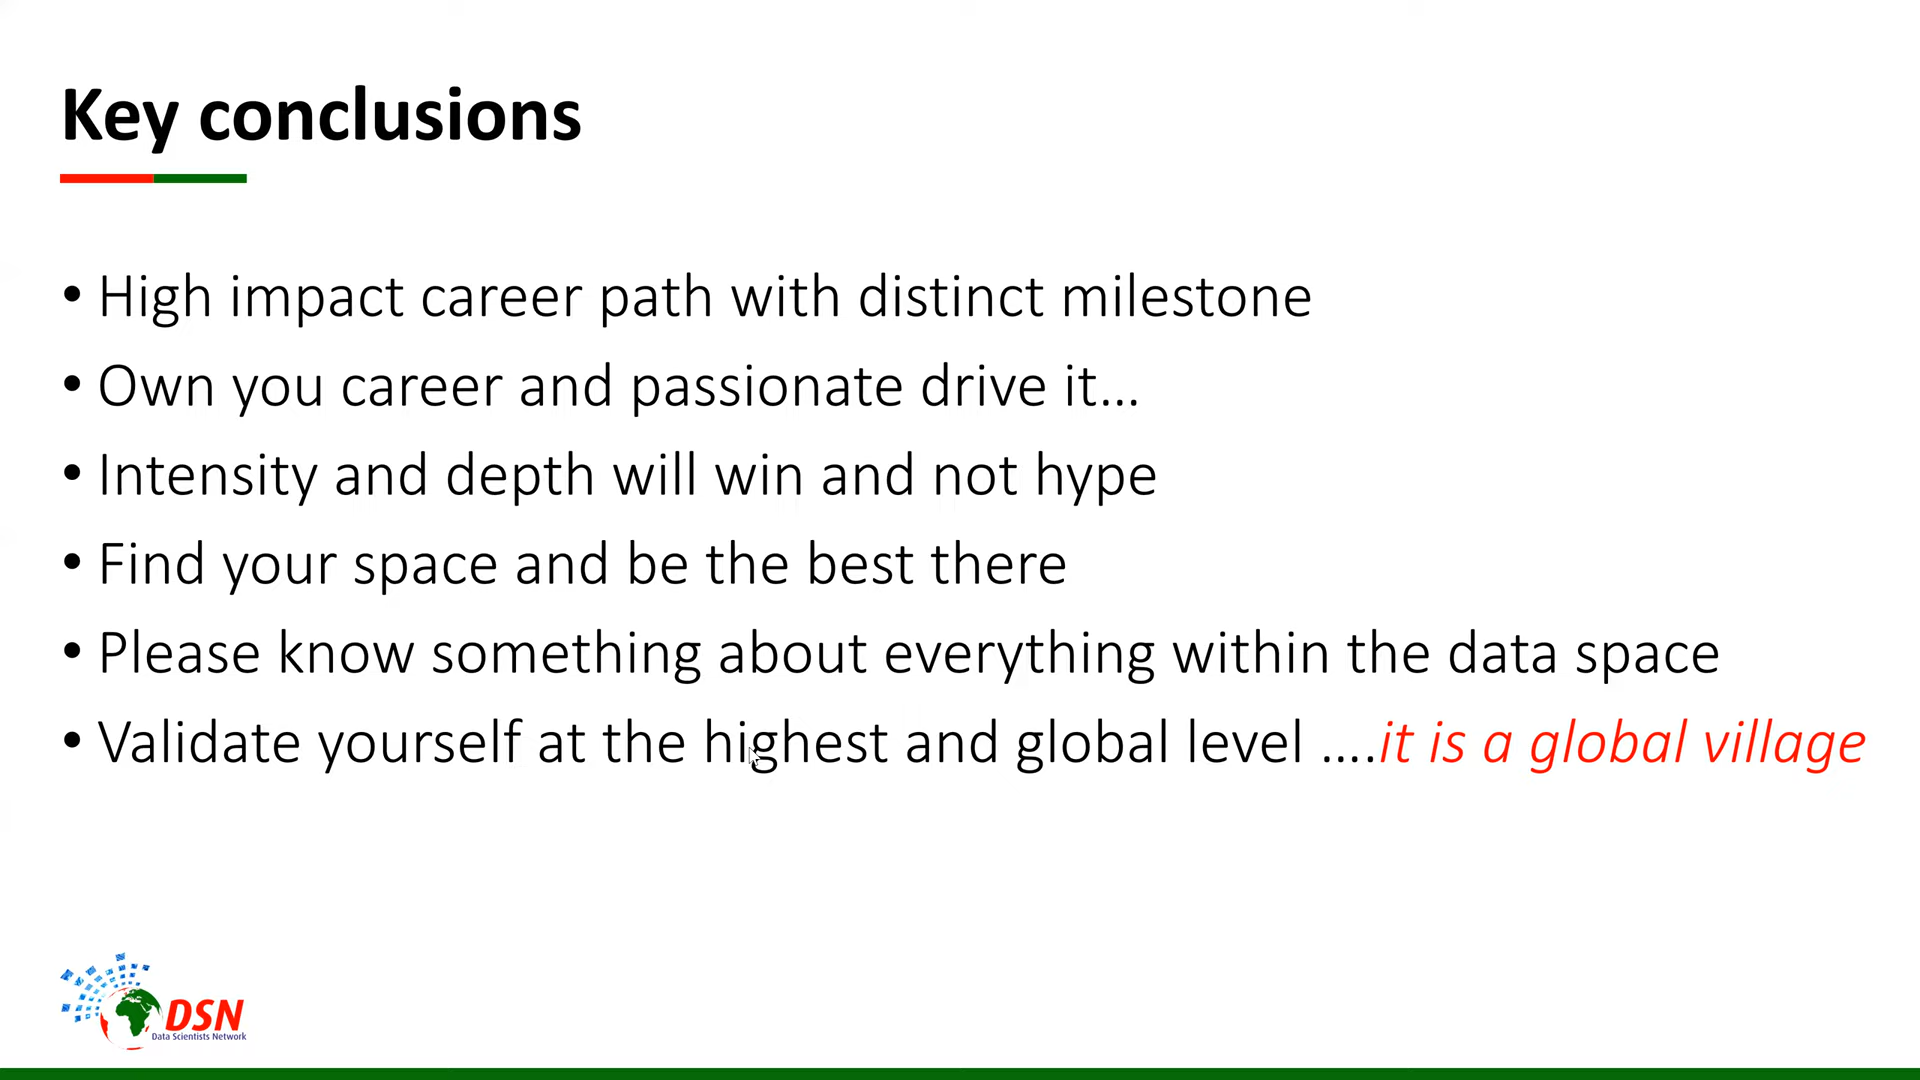 Key conclusions
• High impact career path with distinct milestone
• Own you career and passionate drive it...
• Intensity and depth will win and not hype
• Find your space and be the best there
• Please know something about everything within the data space
• Validate yourself at the highest and global level ....it is a global village
DSN
Data Scientists Network